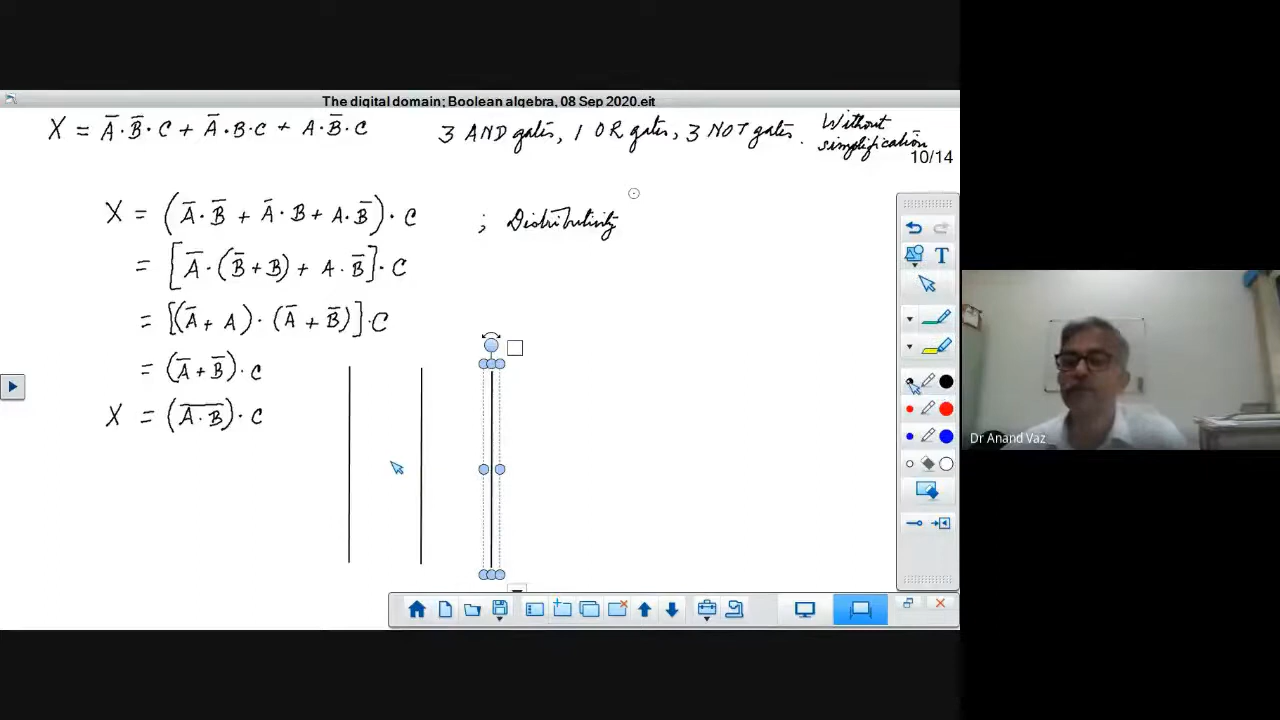 The digital domain; Boolean algebra, 08 Sep 2020.eit
X = A̅·B̅·C + A̅·B·C + A·B̅·C 3 AND gates, 1 OR gates, 3 NOT gates. Without
simplification
10/14
X = (A̅·B̅ + A̅·B + A·B̅)·C ; Distributivity
= [A̅·(B̅+B) + A·B̅]·C
= [(A̅+A)·(A̅+B̅)]·C
= (A̅+B̅)·C
X = (A̅·̅B̅)·C
T
Dr Anand Vaz